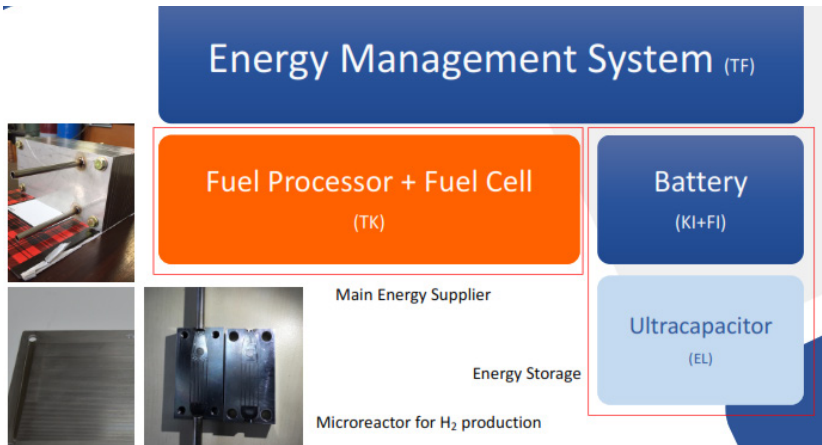 Energy Management System (TF)
Fuel Processor + Fuel Cell
(TK)
Battery
(KI+FI)
Main Energy Supplier
Ultracapacitor
(EL)
Energy Storage
Microreactor for H₂ production